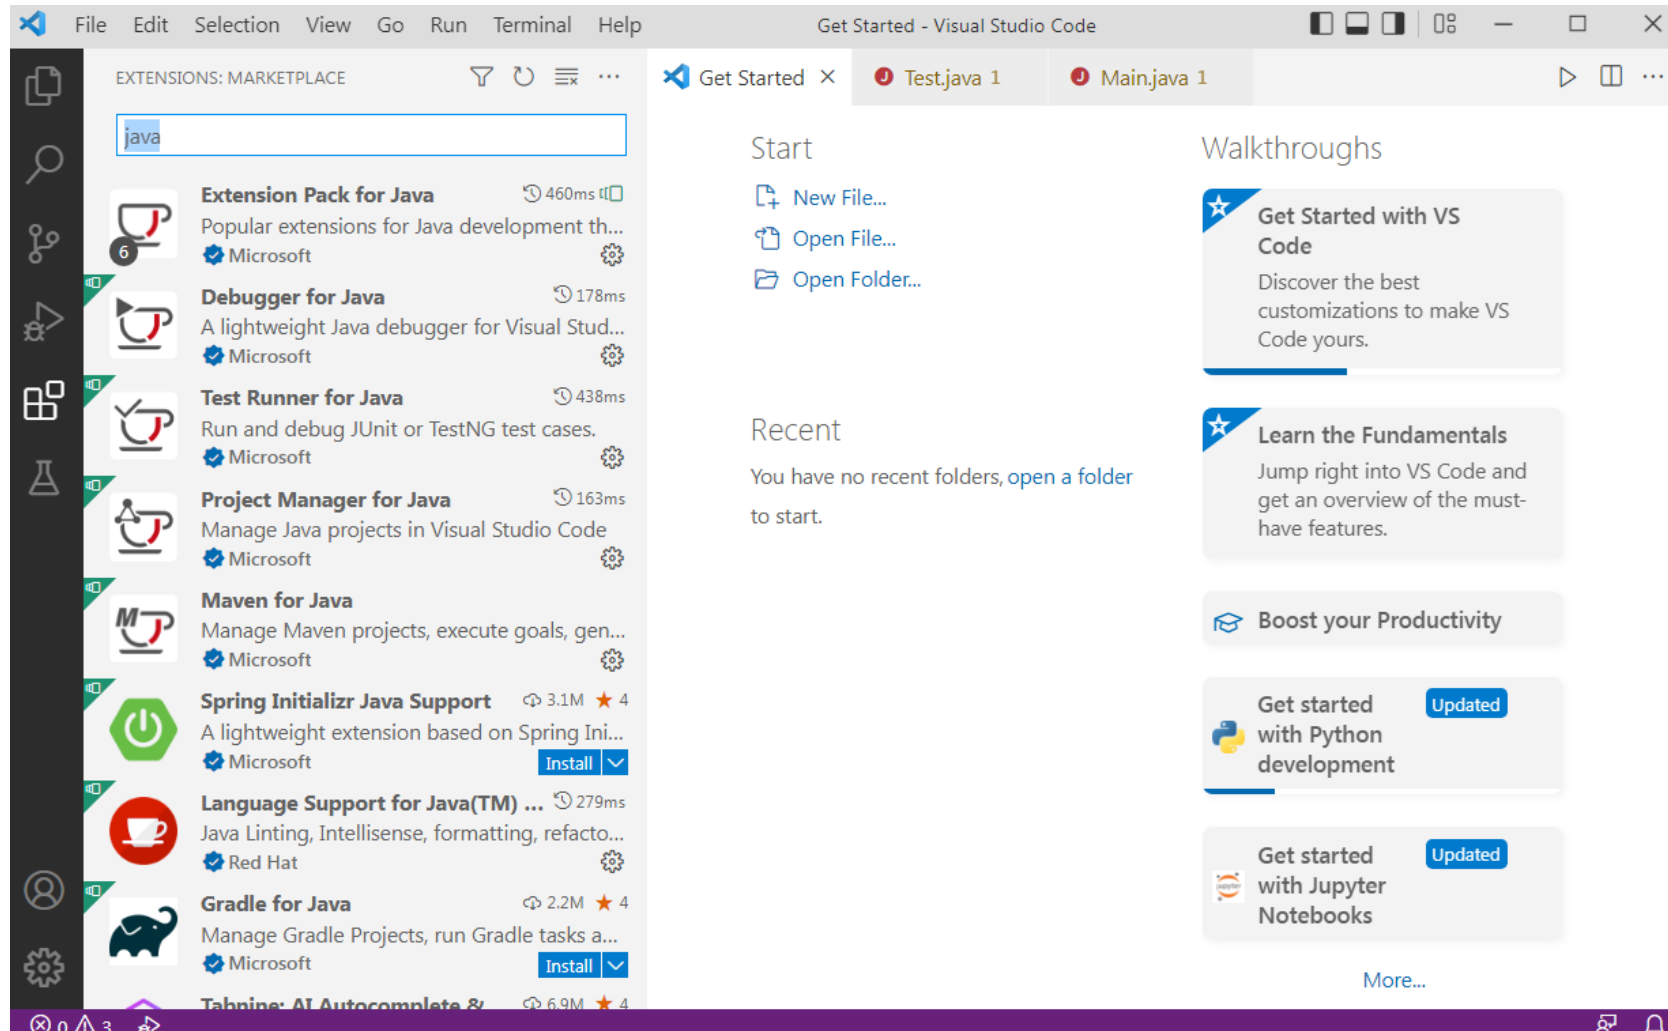 File Edit Selection View Go Run Terminal Help
Get Started - Visual Studio Code
EXTENSIONS: MARKETPLACE
java
Extension Pack for Java 460ms
Popular extensions for Java development th...
6
Microsoft
Debugger for Java 178ms
A lightweight Java debugger for Visual Stud...
Microsoft
Test Runner for Java 438ms
Run and debug JUnit or TestNG test cases.
Microsoft
Project Manager for Java 163ms
Manage Java projects in Visual Studio Code
Microsoft
Maven for Java
Manage Maven projects, execute goals, gen...
Microsoft
Spring Initializr Java Support 3.1M ★ 4
A lightweight extension based on Spring Ini...
Microsoft Install
Language Support for Java(TM) ... 279ms
Java Linting, Intellisense, formatting, refacto...
Red Hat
Gradle for Java 2.2M ★ 4
Manage Gradle Projects, run Gradle tasks a...
Microsoft Install
Tabnine: AI Autocomplete & 6.9M ★ 4
Get Started
Test.java 1
Main.java 1
Start
New File...
Open File...
Open Folder...
Recent
You have no recent folders, open a folder
to start.
Walkthroughs
Get Started with VS
Code
Discover the best
customizations to make VS
Code yours.
Learn the Fundamentals
Jump right into VS Code and
get an overview of the must-
have features.
Boost your Productivity
Get started Updated
with Python
development
Get started Updated
with Jupyter
Notebooks
More...
0 3